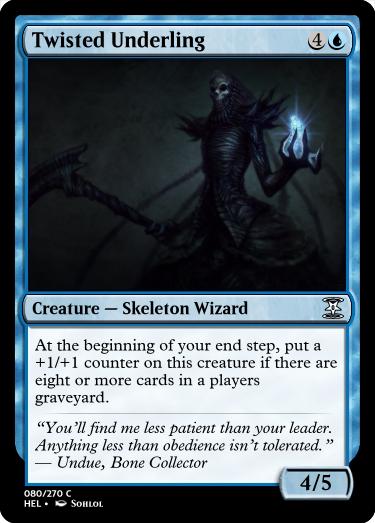 Twisted Underling 4
Creature — Skeleton Wizard
At the beginning of your end step, put a
+1/+1 counter on this creature if there are
eight or more cards in a players
graveyard.
"You'll find me less patient than your leader.
Anything less than obedience isn't tolerated."
— Undue, Bone Collector
4/5
080/270 C
HEL • Sohlol